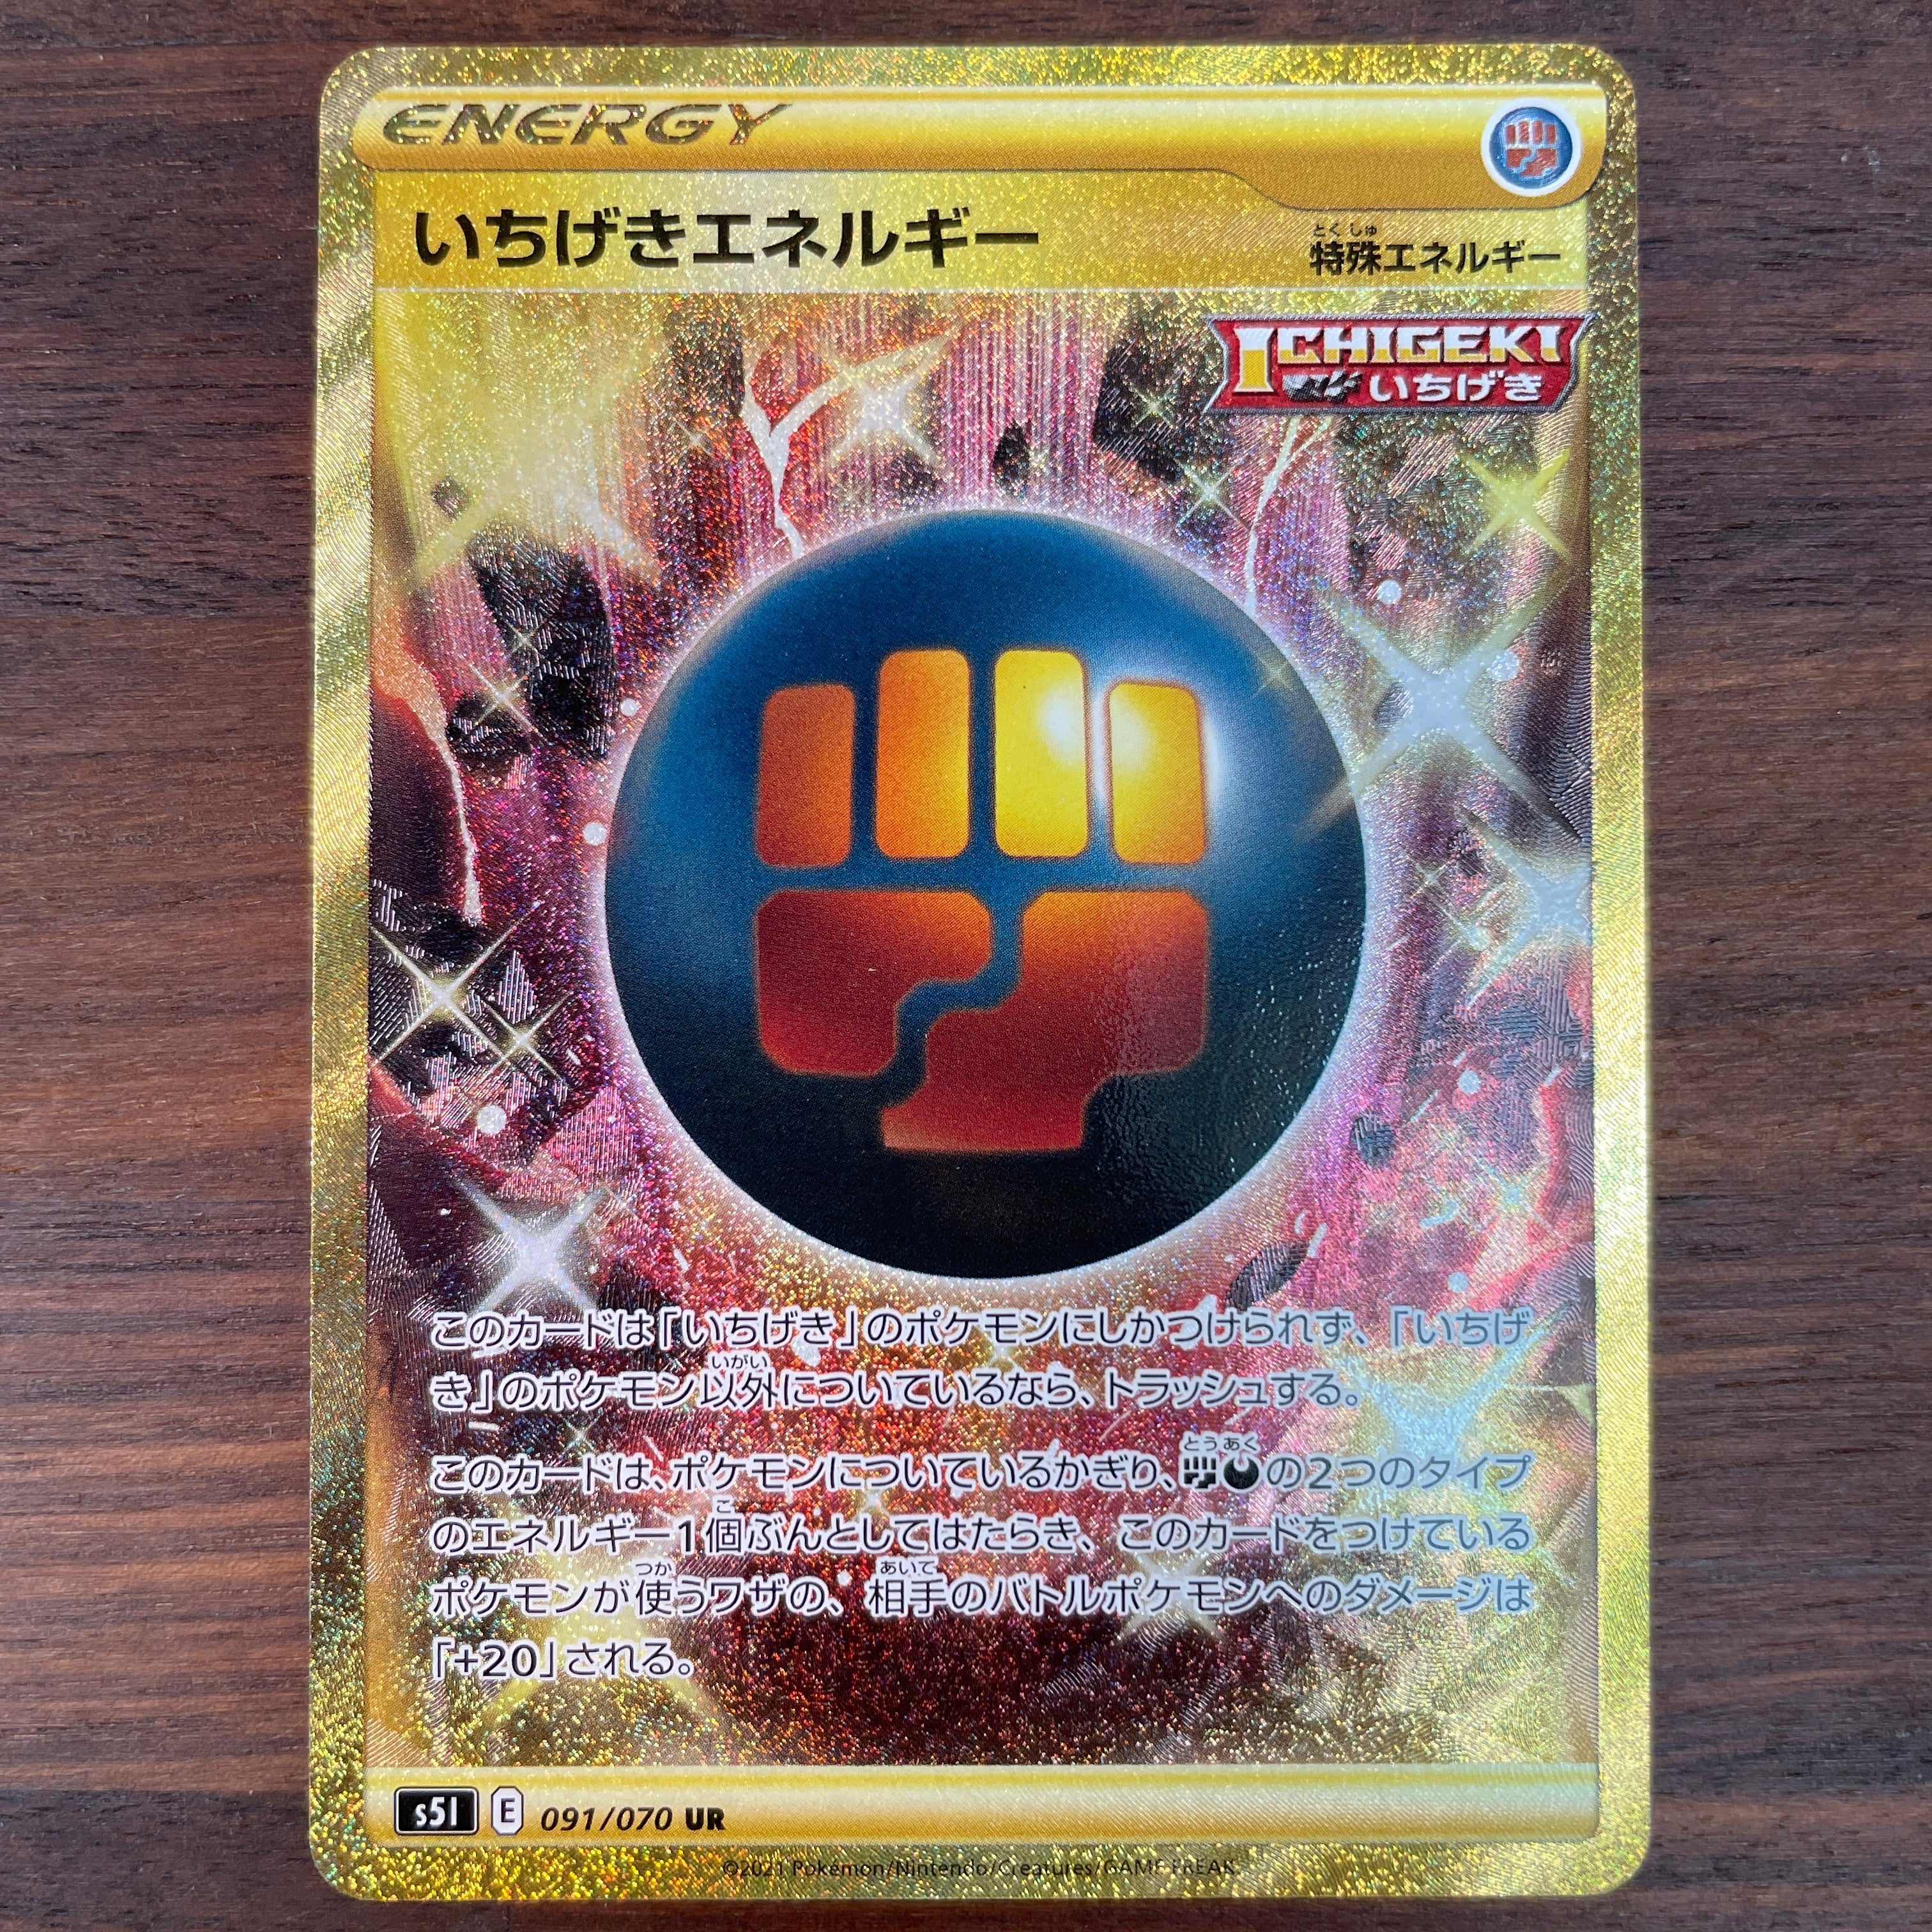 ENERGY
いちげきエネルギー
とくしゅ
特殊エネルギー
ICHIGEKI
いちげき
このカードは「いちげき」のポケモンにしかつけられず、「いちげ
いがい
き」のポケモン以外についているなら、トラッシュする。
とうあく
このカードは、ポケモンについているかぎり、の2つのタイプ
こ
のエネルギー1個ぶんとしてはたらき、このカードをつけている
つか あいて
ポケモンが使うワザの、相手のバトルポケモンへのダメージは
「+20」される。
s5I E 091/070 UR
©2021 Pokémon/Nintendo/Creatures/GAME FREAK.